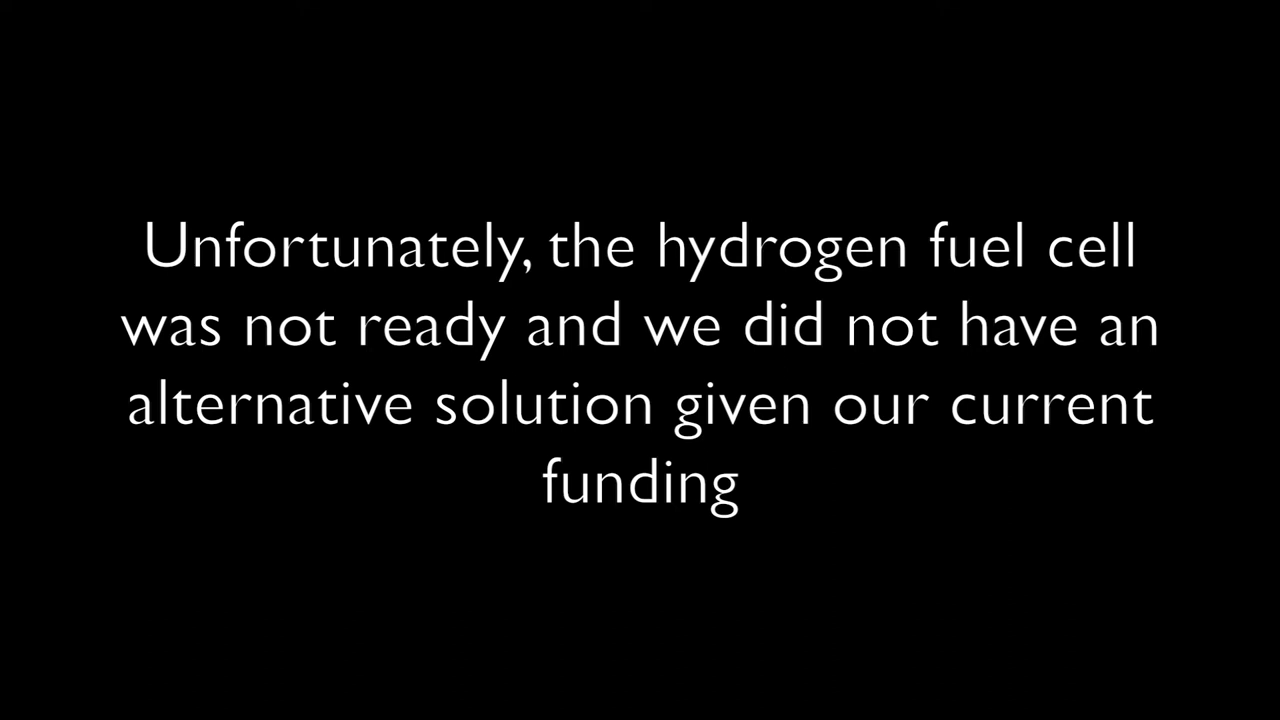 Unfortunately, the hydrogen fuel cell
was not ready and we did not have an
alternative solution given our current
funding